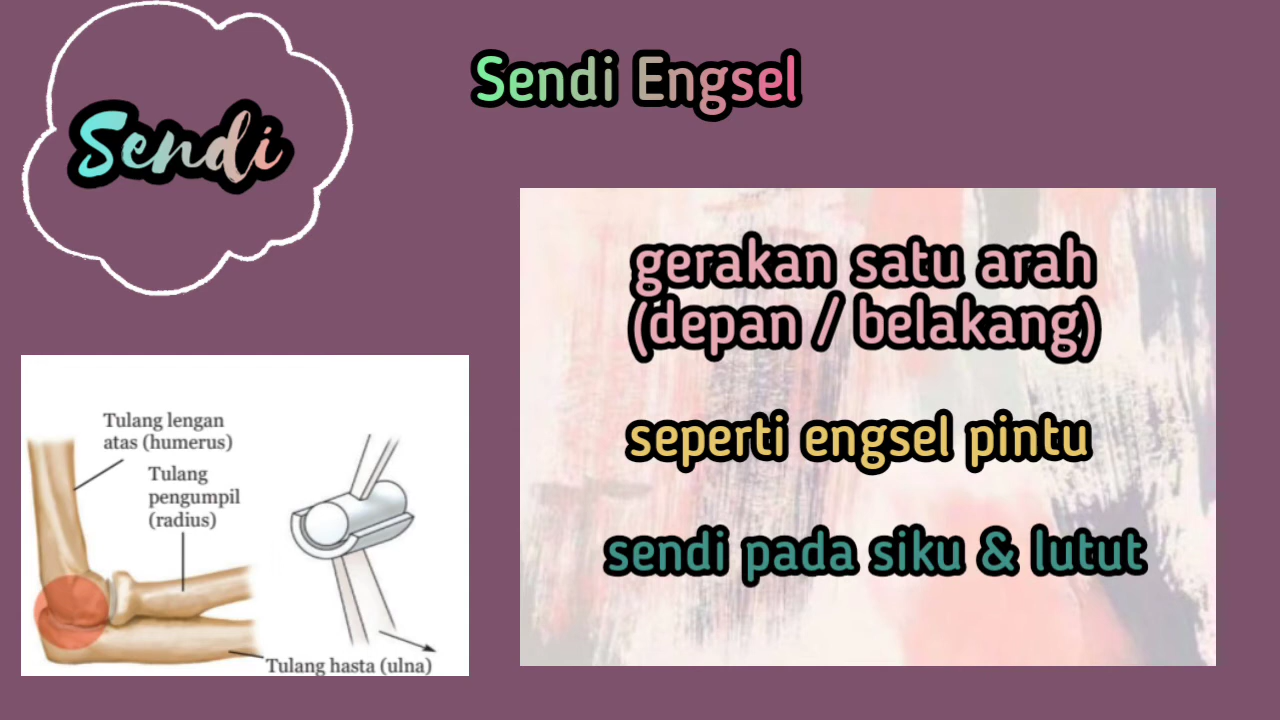 Sendi
Sendi Engsel
gerakan satu arah
(depan / belakang)
seperti engsel pintu
sendi pada siku & lutut
Tulang lengan
atas (humerus)
Tulang
pengumpil
(radius)
Tulang hasta (ulna)